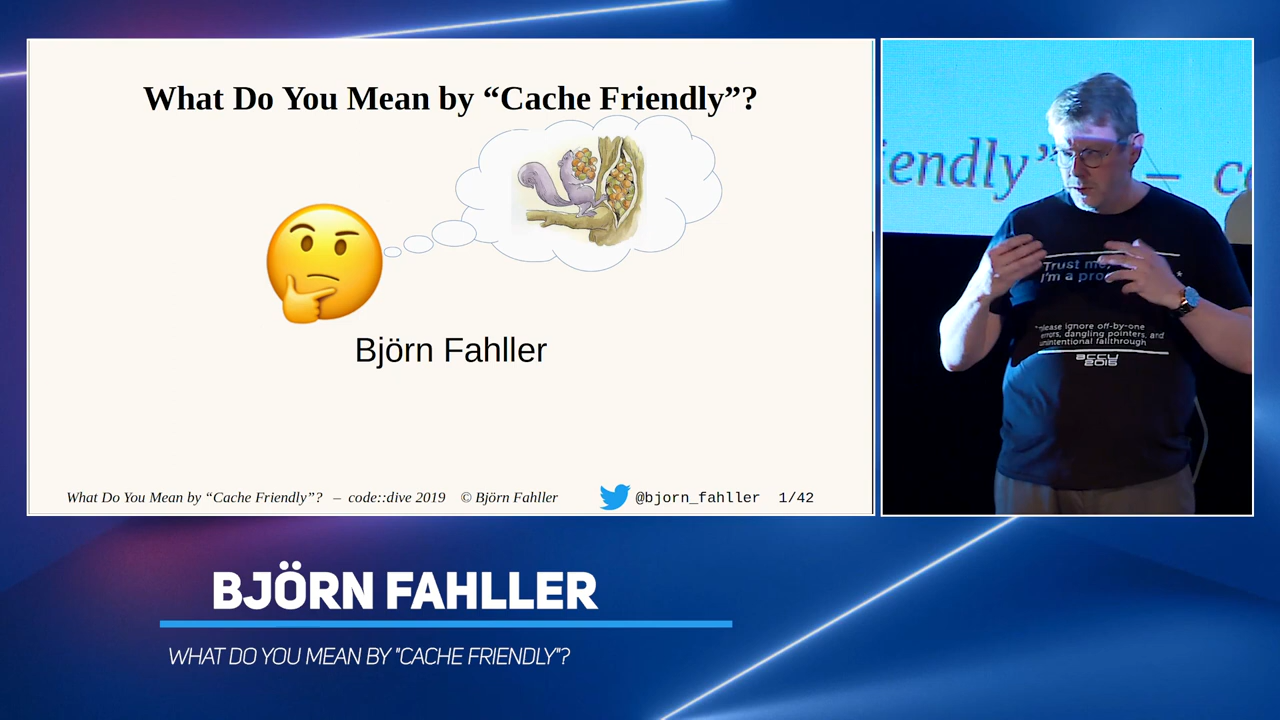 What Do You Mean by “Cache Friendly”?
Björn Fahller
What Do You Mean by “Cache Friendly”? – code::dive 2019 © Björn Fahller
@bjorn_fahller 1/42
iendly” – c
Trust me,
I'm a pro
*
*please ignore off-by-one
errors, dangling pointers, and
unintentional fallthrough
accu
2015
BJÖRN FAHLLER
WHAT DO YOU MEAN BY "CACHE FRIENDLY"?